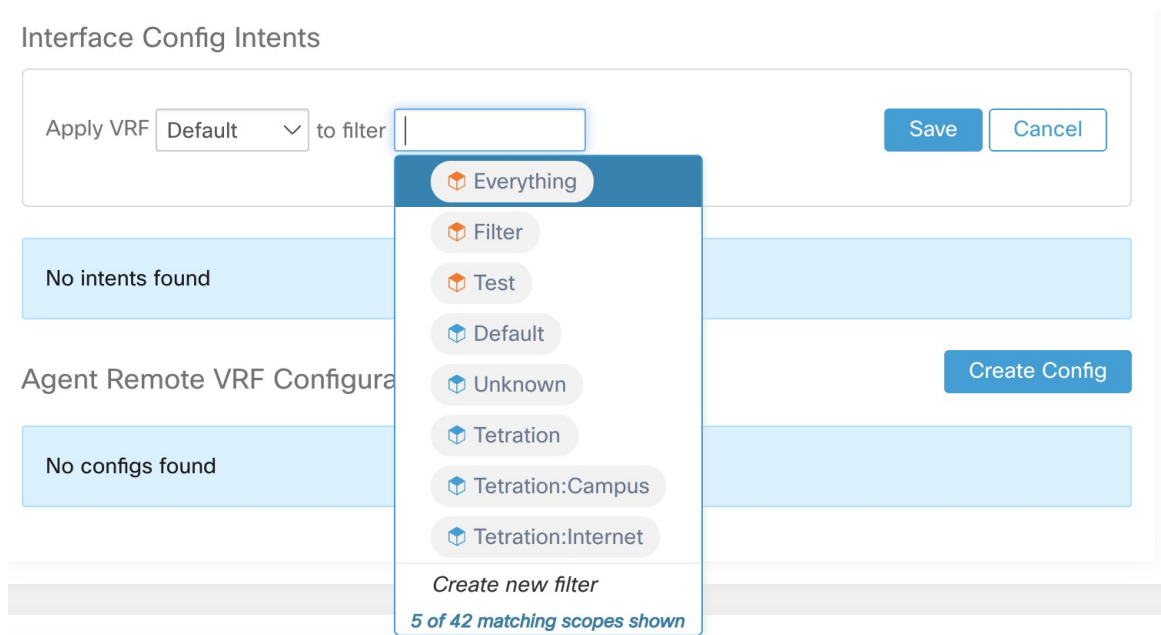 Interface Config Intents
Apply VRF Default to filter Save Cancel
Everything
Filter
Test
Default
Unknown
Tetration
Tetration:Campus
Tetration:Internet
Create new filter
5 of 42 matching scopes shown
No intents found
Agent Remote VRF Configura
Create Config
No configs found